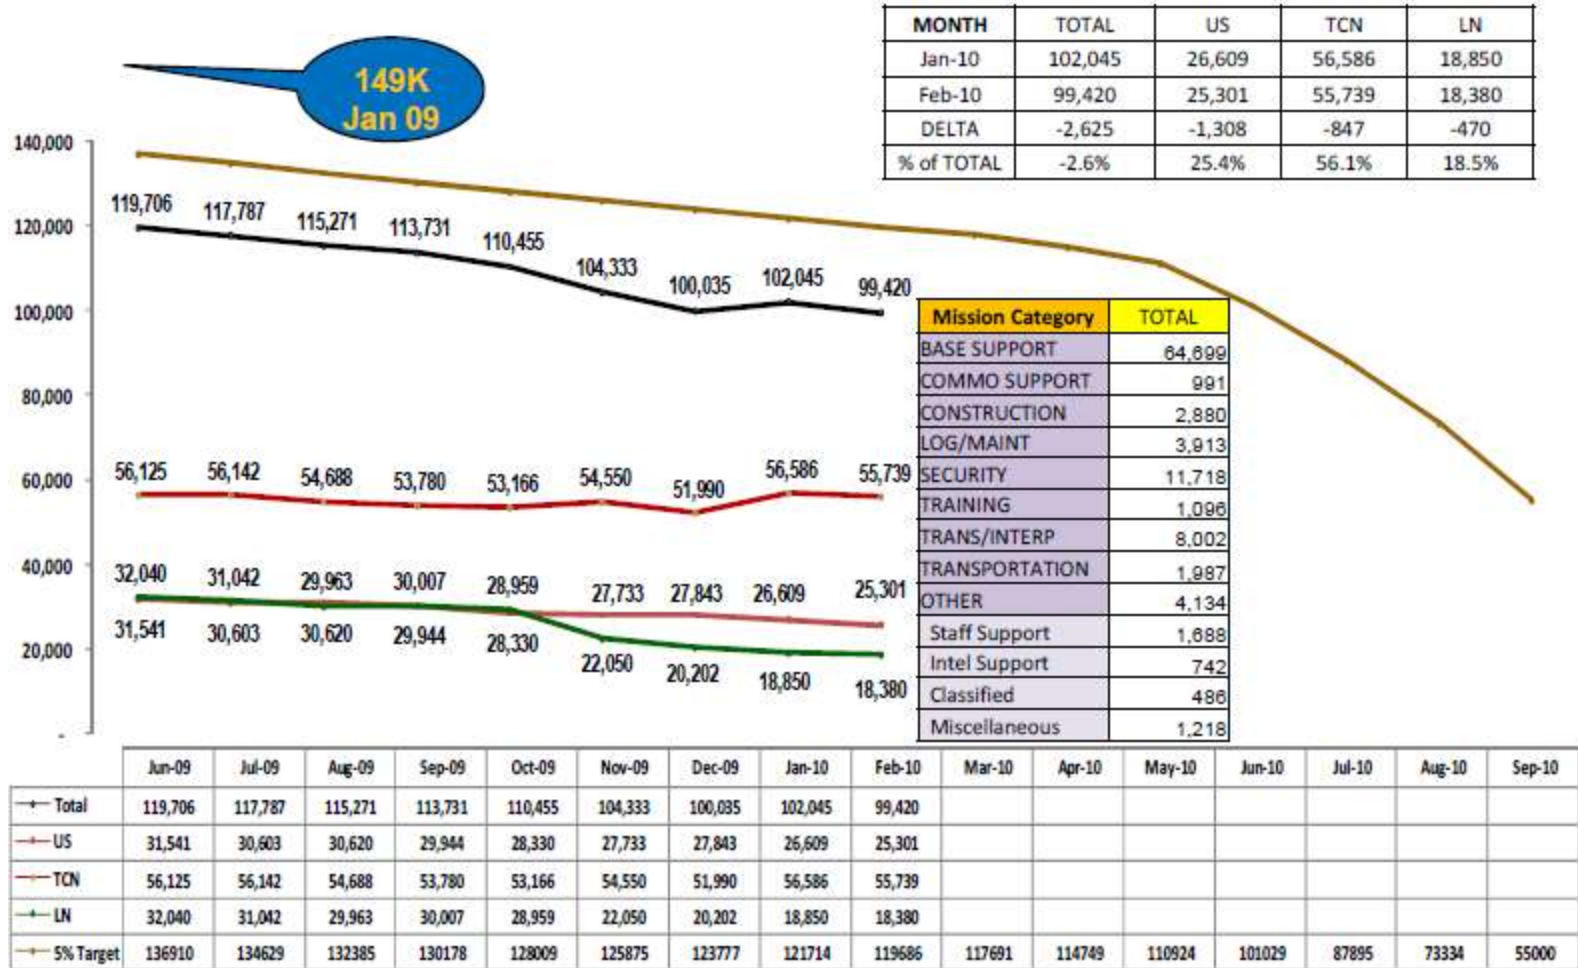 MONTH TOTAL US TCN LN
Jan-10 102,045 26,609 56,586 18,850
Feb-10 99,420 25,301 55,739 18,380
DELTA -2,625 -1,308 -847 -470
% of TOTAL -2.6% 25.4% 56.1% 18.5%
149K
Jan 09
140,000
120,000
100,000
80,000
60,000
40,000
20,000
-
119,706 117,787 115,271 113,731 110,455 104,333 100,035 102,045 99,420
56,125 56,142 54,688 53,780 53,166 54,550 51,990 56,586 55,739
32,040 31,042 29,963 30,007 28,959 27,733 27,843 26,609 25,301
31,541 30,603 30,620 29,944 28,330 22,050 20,202 18,850 18,380
Mission Category TOTAL
BASE SUPPORT 64,699
COMMO SUPPORT 991
CONSTRUCTION 2,880
LOG/MAINT 3,913
SECURITY 11,718
TRAINING 1,096
TRANS/INTERP 8,002
TRANSPORTATION 1,987
OTHER 4,134
Staff Support 1,688
Intel Support 742
Classified 486
Miscellaneous 1,218
Jun-09 Jul-09 Aug-09 Sep-09 Oct-09 Nov-09 Dec-09 Jan-10 Feb-10 Mar-10 Apr-10 May-10 Jun-10 Jul-10 Aug-10 Sep-10
Total 119,706 117,787 115,271 113,731 110,455 104,333 100,035 102,045 99,420
US 31,541 30,603 30,620 29,944 28,330 27,733 27,843 26,609 25,301
TCN 56,125 56,142 54,688 53,780 53,166 54,550 51,990 56,586 55,739
LN 32,040 31,042 29,963 30,007 28,959 22,050 20,202 18,850 18,380
5% Target 136910 134629 132385 130178 128009 125875 123777 121714 119686 117691 114749 110924 101029 87895 73334 55000